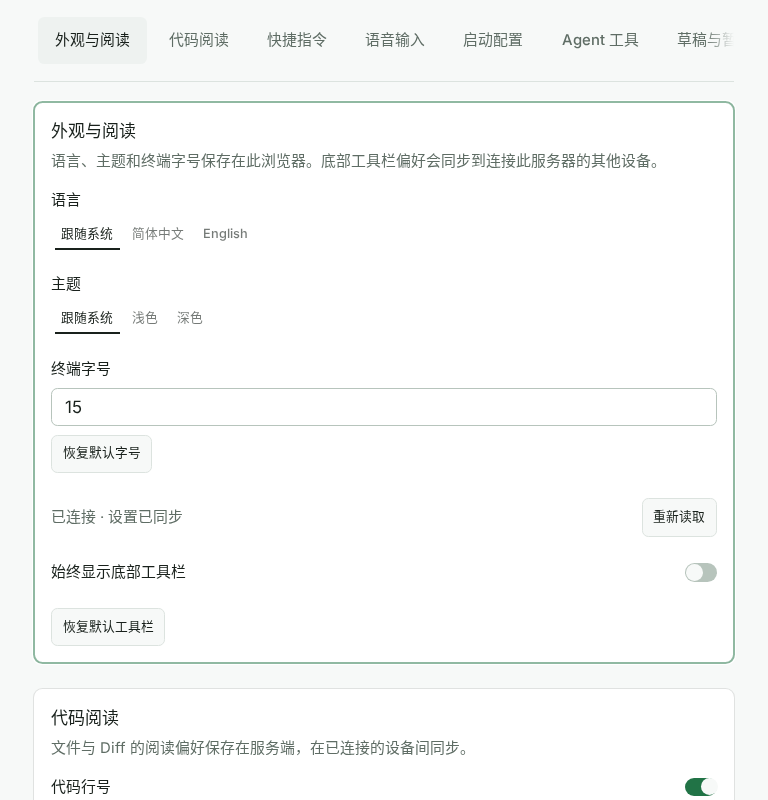 外观与阅读 代码阅读 快捷指令 语音输入 启动配置 Agent 工具 草稿与
外观与阅读
语言、主题和终端字号保存在此浏览器。底部工具栏偏好会同步到连接此服务器的其他设备。
语言
跟随系统 简体中文 English
主题
跟随系统 浅色 深色
终端字号
15
恢复默认字号
已连接 · 设置已同步 重新读取
始终显示底部工具栏
恢复默认工具栏
代码阅读
文件与 Diff 的阅读偏好保存在服务端，在已连接的设备间同步。
代码行号